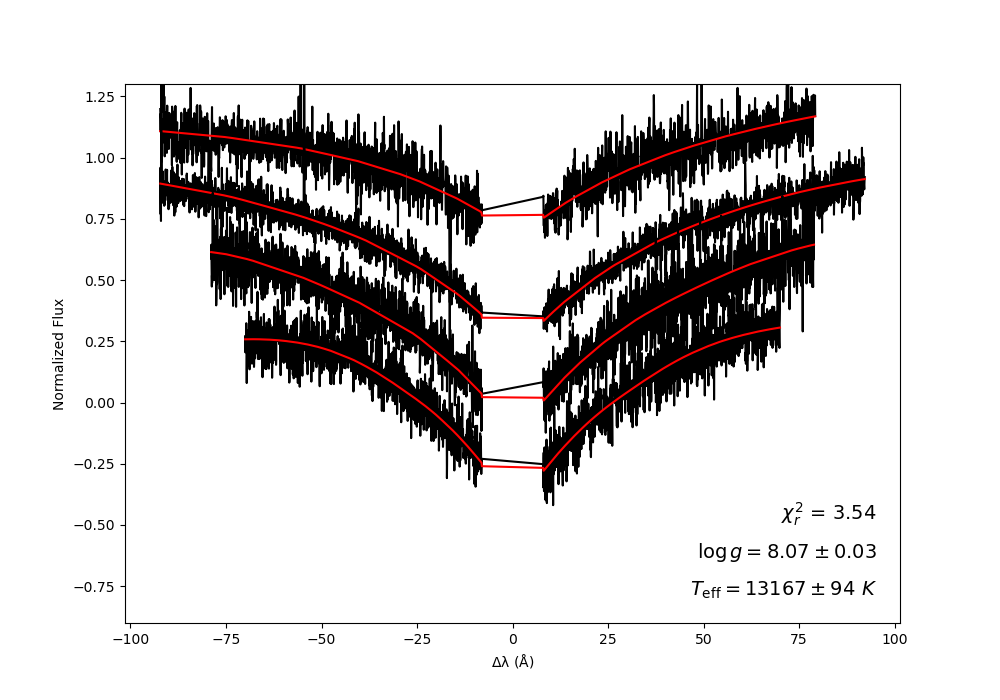 1.25
1.00
0.75
0.50
0.25
0.00
−0.25
−0.50
−0.75
Normalized Flux
χ²ᵣ = 3.54
log g = 8.07 ± 0.03
T_eff = 13167 ± 94 K
−100 −75 −50 −25 0 25 50 75 100
Δλ (Å)